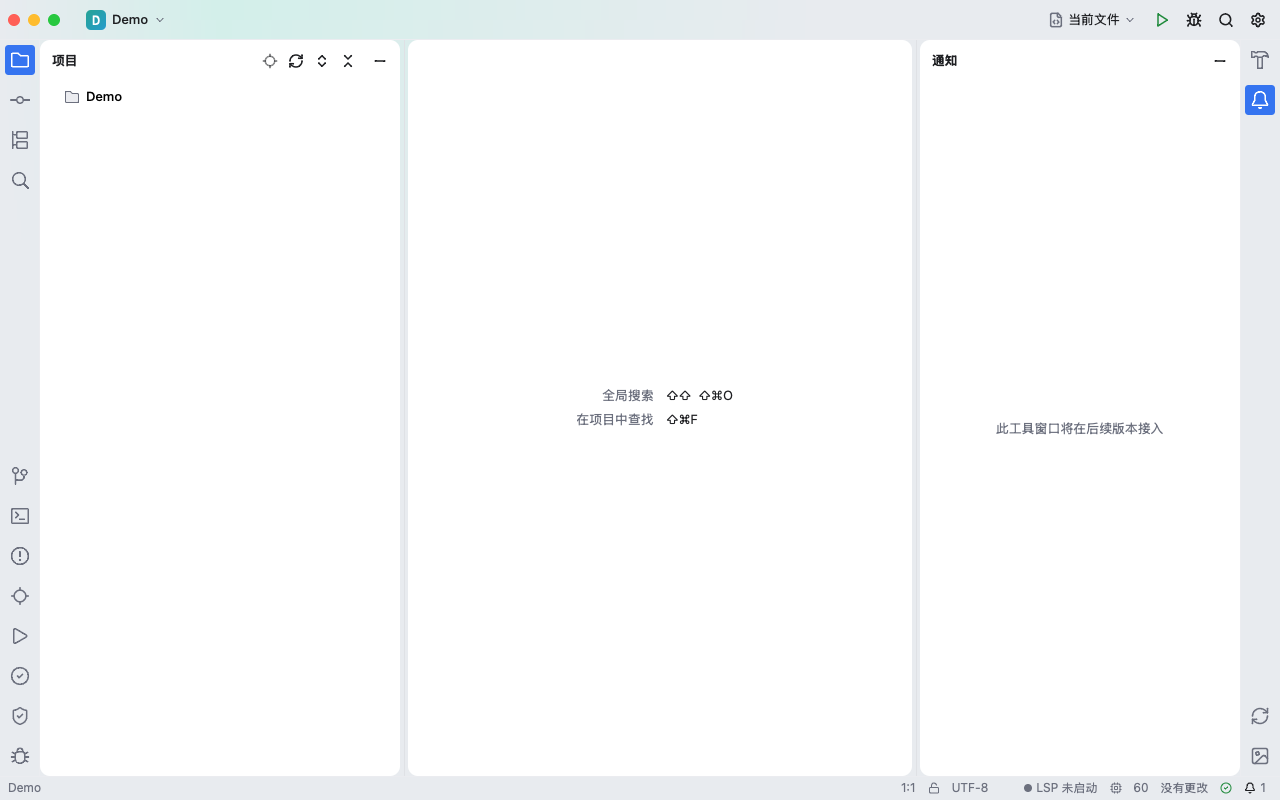 D Demo
当前文件
项目
通知
Demo
全局搜索 ⇧⇧ ⇧⌘O
在项目中查找 ⇧⌘F
此工具窗口将在后续版本接入
Demo
1:1
UTF-8
LSP 未启动
60
没有更改
1